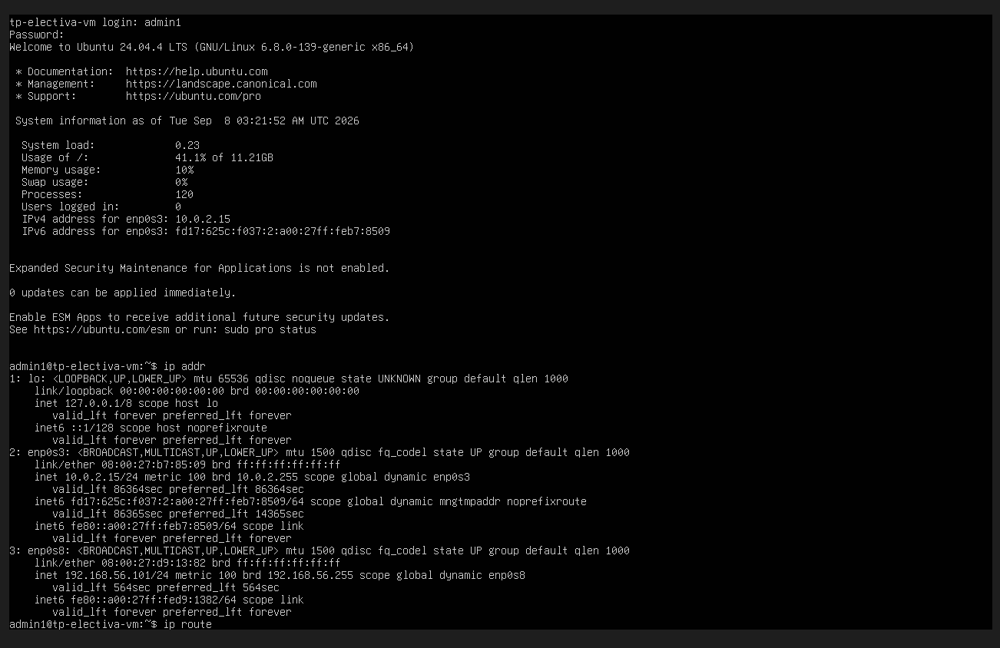 tp-electiva-vm login: admin1
Password:
Welcome to Ubuntu 24.04.4 LTS (GNU/Linux 6.8.0-139-generic x86_64)
* Documentation:  https://help.ubuntu.com
* Management:     https://landscape.canonical.com
* Support:        https://ubuntu.com/pro
System information as of Tue Sep  8 03:21:52 AM UTC 2026
System load:             0.23
Usage of /:              41.1% of 11.21GB
Memory usage:            10%
Swap usage:              0%
Processes:               120
Users logged in:         0
IPv4 address for enp0s3: 10.0.2.15
IPv6 address for enp0s3: fd17:625c:f037:2:a00:27ff:feb7:8509
Expanded Security Maintenance for Applications is not enabled.
0 updates can be applied immediately.
Enable ESM Apps to receive additional future security updates.
See https://ubuntu.com/esm or run: sudo pro status
admin1@tp-electiva-vm:~$ ip addr
1: lo: <LOOPBACK,UP,LOWER_UP> mtu 65536 qdisc noqueue state UNKNOWN group default qlen 1000
link/loopback 00:00:00:00:00:00 brd 00:00:00:00:00:00
inet 127.0.0.1/8 scope host lo
valid_lft forever preferred_lft forever
inet6 ::1/128 scope host noprefixroute
valid_lft forever preferred_lft forever
2: enp0s3: <BROADCAST,MULTICAST,UP,LOWER_UP> mtu 1500 qdisc fq_codel state UP group default qlen 1000
link/ether 08:00:27:b7:85:09 brd ff:ff:ff:ff:ff:ff
inet 10.0.2.15/24 metric 100 brd 10.0.2.255 scope global dynamic enp0s3
valid_lft 86364sec preferred_lft 86364sec
inet6 fd17:625c:f037:2:a00:27ff:feb7:8509/64 scope global dynamic mngtmpaddr noprefixroute
valid_lft 86365sec preferred_lft 14365sec
inet6 fe80::a00:27ff:feb7:8509/64 scope link
valid_lft forever preferred_lft forever
3: enp0s8: <BROADCAST,MULTICAST,UP,LOWER_UP> mtu 1500 qdisc fq_codel state UP group default qlen 1000
link/ether 08:00:27:d9:13:82 brd ff:ff:ff:ff:ff:ff
inet 192.168.56.101/24 metric 100 brd 192.168.56.255 scope global dynamic enp0s8
valid_lft 564sec preferred_lft 564sec
inet6 fe80::a00:27ff:fed9:1382/64 scope link
valid_lft forever preferred_lft forever
admin1@tp-electiva-vm:~$ ip route